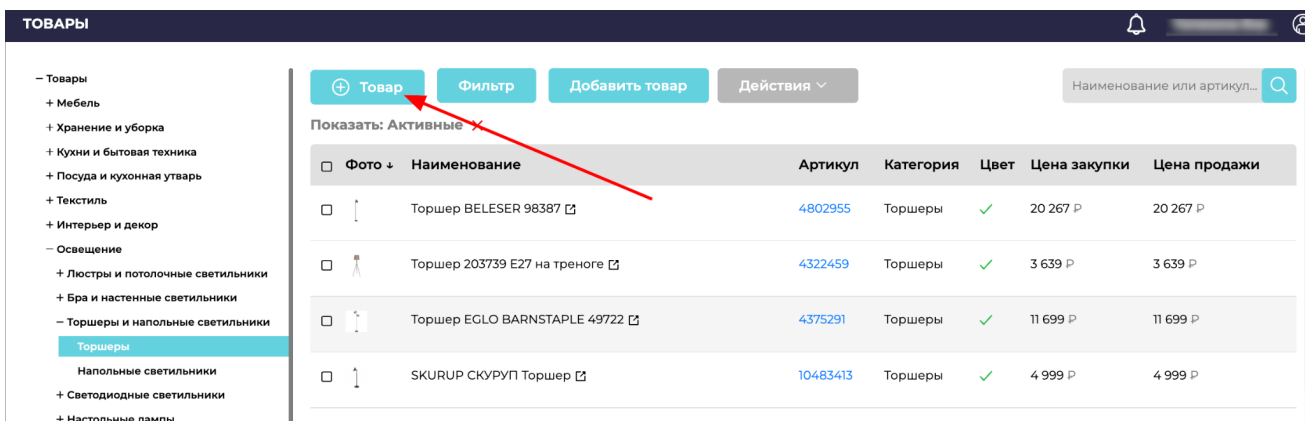 ТОВАРЫ
– Товары
+ Мебель
+ Хранение и уборка
+ Кухни и бытовая техника
+ Посуда и кухонная утварь
+ Текстиль
+ Интерьер и декор
– Освещение
+ Люстры и потолочные светильники
+ Бра и настенные светильники
– Торшеры и напольные светильники
Торшеры
Напольные светильники
+ Светодиодные светильники
+ Настольные лампы
Товар Фильтр Добавить товар Действия Наименование или артикул...
Показать: Активные
Фото ↓ Наименование Артикул Категория Цвет Цена закупки Цена продажи
Торшер BELESER 98387 4802955 Торшеры ✓ 20 267 ₽ 20 267 ₽
Торшер 203739 E27 на треноге 4322459 Торшеры ✓ 3 639 ₽ 3 639 ₽
Торшер EGLO BARNSTAPLE 49722 4375291 Торшеры ✓ 11 699 ₽ 11 699 ₽
SKURUP СКУРУП Торшер 10483413 Торшеры ✓ 4 999 ₽ 4 999 ₽